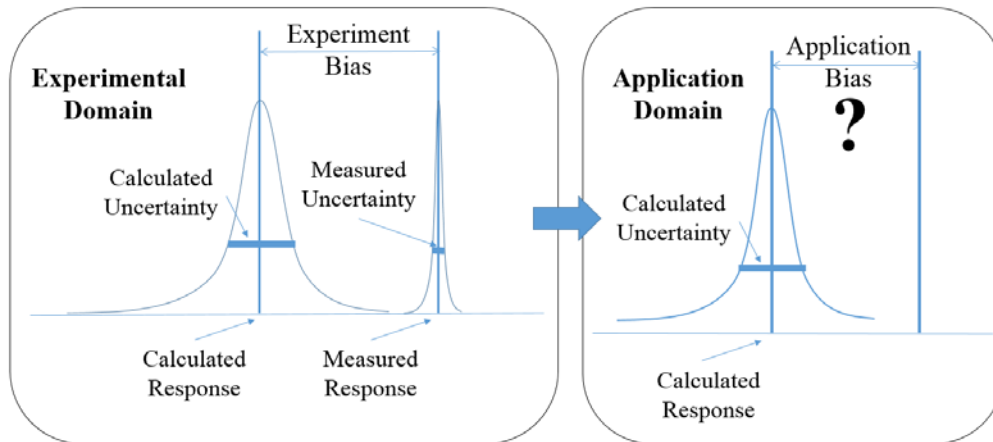 Experimental
Domain
Experiment
Bias
Calculated
Uncertainty
Measured
Uncertainty
Calculated
Response
Measured
Response
Application
Domain
Application
Bias
?
Calculated
Uncertainty
Calculated
Response